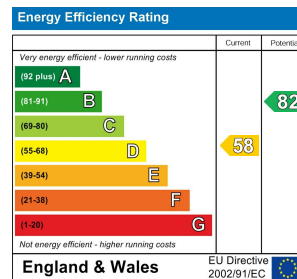 Energy Efficiency Rating
Current Potentia
Very energy efficient - lower running costs
(92 plus) A
(81-91) B
82
(69-80) C
(55-68) D
58
(39-54) E
(21-38) F
(1-20) G
Not energy efficient - higher running costs
England & Wales
EU Directive
2002/91/EC